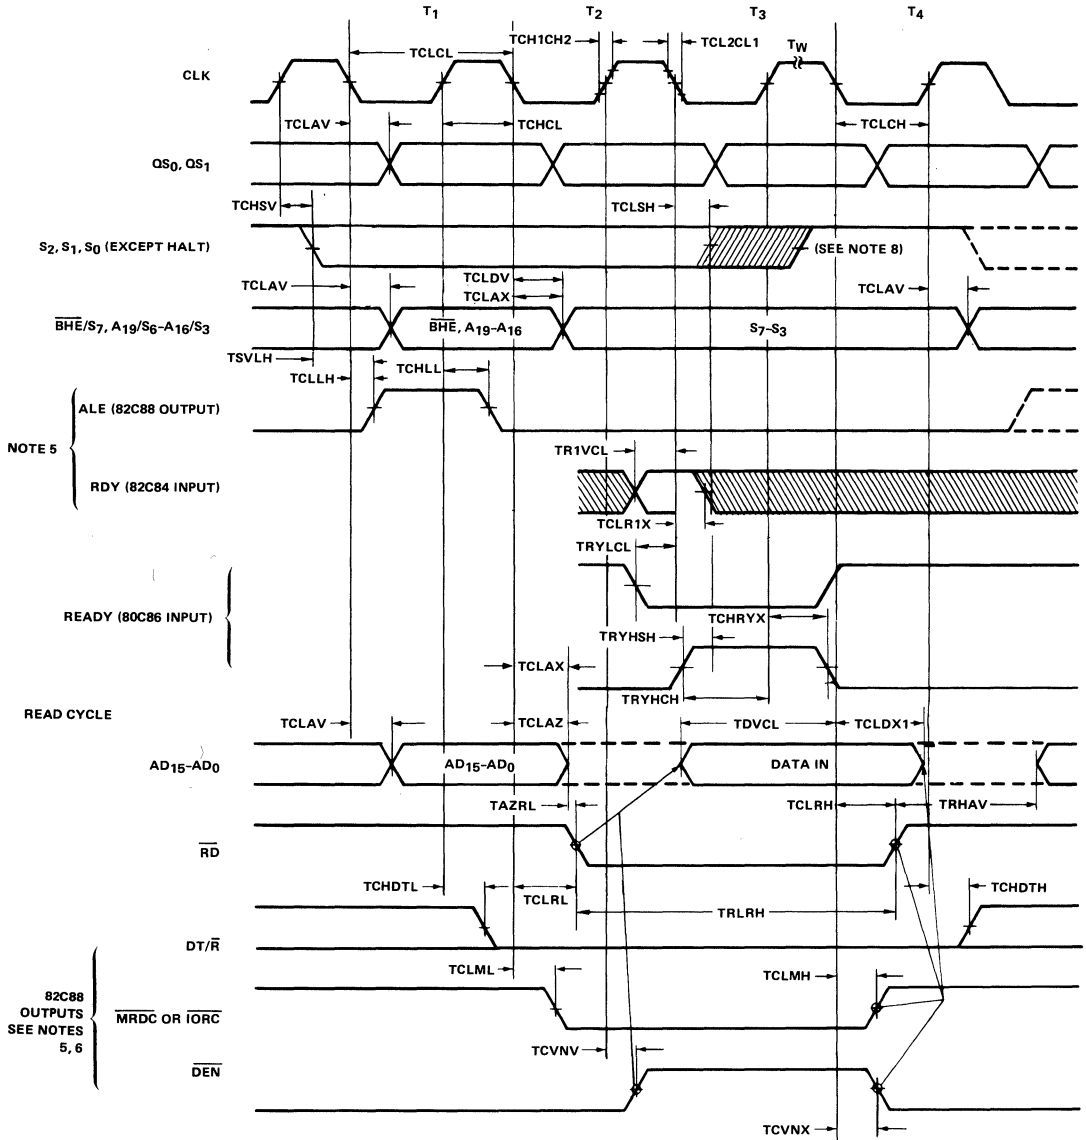 T1 T2 T3 T4
TCH1CH2 TCL2CL1
TCLCL TW
CLK
TCLAV TCHCL TCLCH
QS0, QS1
TCHSV TCLSH
S2, S1, S0 (EXCEPT HALT) (SEE NOTE 8)
TCLDV
TCLAV TCLAX TCLAV
BHE/S7, A19/S6–A16/S3 BHE, A19–A16 S7–S3
TSVLH
TCLLH TCHLL
ALE (82C88 OUTPUT)
NOTE 5
TR1VCL
RDY (82C84 INPUT)
TCLR1X
TRYLCL
READY (80C86 INPUT)
TCHRYX
TRYHSH
TCLAX
TRYHCH
READ CYCLE
TCLAV TCLAZ TDVCL TCLDX1
AD15–AD0 AD15–AD0 DATA IN
TAZRL TCLRH TRHAV
RD
TCHDTL TCLRL TRLRH TCHDTH
DT/R
TCLML TCLMH
82C88
OUTPUTS
SEE NOTES
5, 6
MRDC OR IORC
TCVNV
DEN
TCVNX